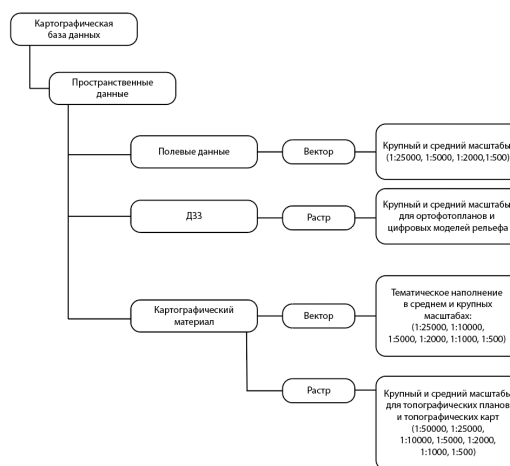 Картографическая
база данных
Пространственные
данные
Полевые данные
Вектор
Крупный и средний масштабы
(1:25000, 1:5000, 1:2000,1:500)
ДЗЗ
Растр
Крупный и средний масштабы
для ортофотопланов и
цифровых моделей рельефа
Картографический
материал
Вектор
Тематическое наполнение
в среднем и крупных
масштабах:
(1:25000, 1:10000,
1:5000, 1:2000, 1:1000, 1:500)
Растр
Крупный и средний масштабы
для топографических планов
и топографических карт
(1:50000, 1:25000,
1:10000, 1:5000, 1:2000,
1:1000, 1:500)